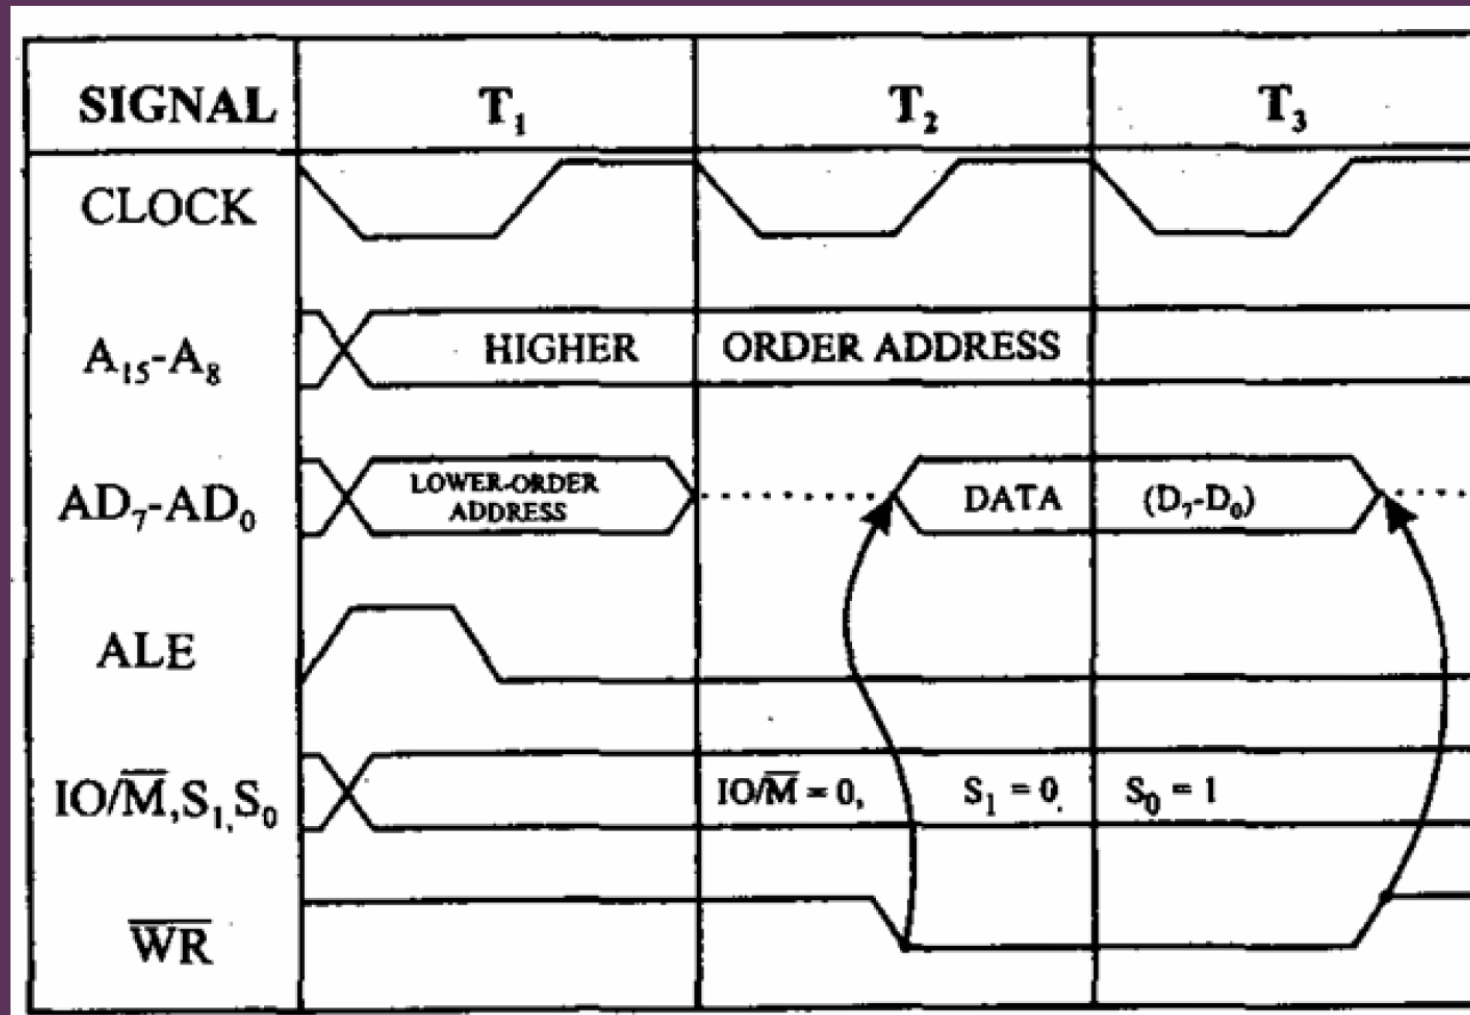 SIGNAL T₁ T₂ T₃
CLOCK
A₁₅-A₈ HIGHER ORDER ADDRESS
AD₇-AD₀ LOWER-ORDER ADDRESS DATA (D₇-D₀)
ALE
IO/M̅,S₁,S₀ IO/M̅ = 0, S₁ = 0, S₀ = 1
W̅R̅